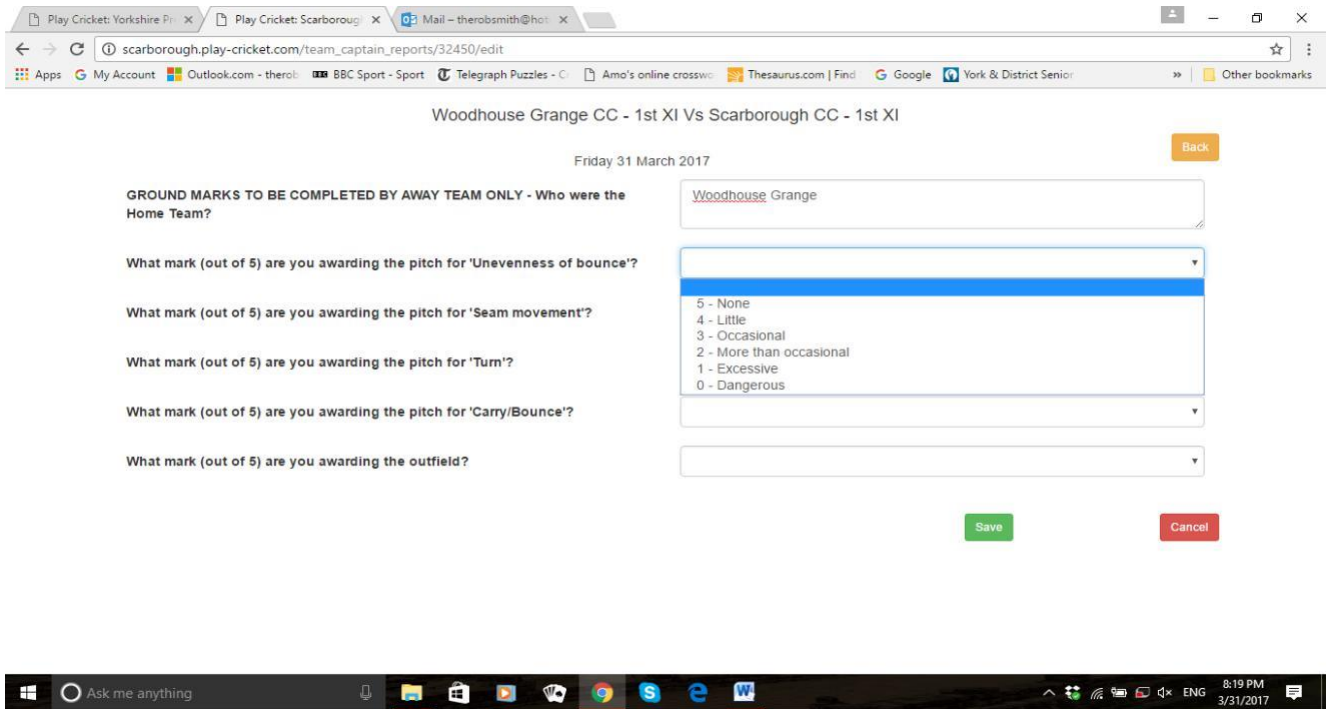 Play Cricket: Yorkshire Pr
Play Cricket: Scarboroug
Mail – therobsmith@hot
scarborough.play-cricket.com/team_captain_reports/32450/edit
Apps My Account Outlook.com - therob BBC Sport - Sport Telegraph Puzzles - C Amo's online crosswo Thesaurus.com | Find Google York & District Senior » Other bookmarks
Woodhouse Grange CC - 1st XI Vs Scarborough CC - 1st XI
Back
Friday 31 March 2017
GROUND MARKS TO BE COMPLETED BY AWAY TEAM ONLY - Who were the
Home Team?
Woodhouse Grange
What mark (out of 5) are you awarding the pitch for 'Unevenness of bounce'?
5 - None
4 - Little
3 - Occasional
2 - More than occasional
1 - Excessive
0 - Dangerous
What mark (out of 5) are you awarding the pitch for 'Seam movement'?
What mark (out of 5) are you awarding the pitch for 'Turn'?
What mark (out of 5) are you awarding the pitch for 'Carry/Bounce'?
What mark (out of 5) are you awarding the outfield?
Save
Cancel
Ask me anything
ENG
8:19 PM
3/31/2017